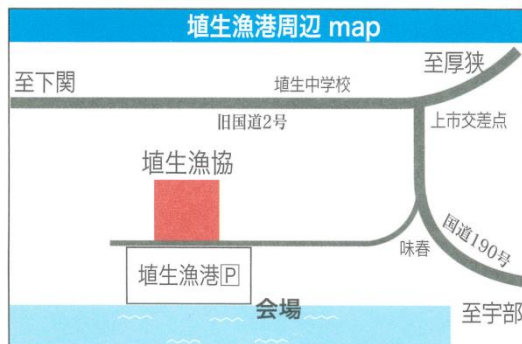 埴生漁港周辺 map
至厚狭
至下関
埴生中学校
旧国道2号
上市交差点
埴生漁協
国道190号
味春
埴生漁港P
会場
至宇部